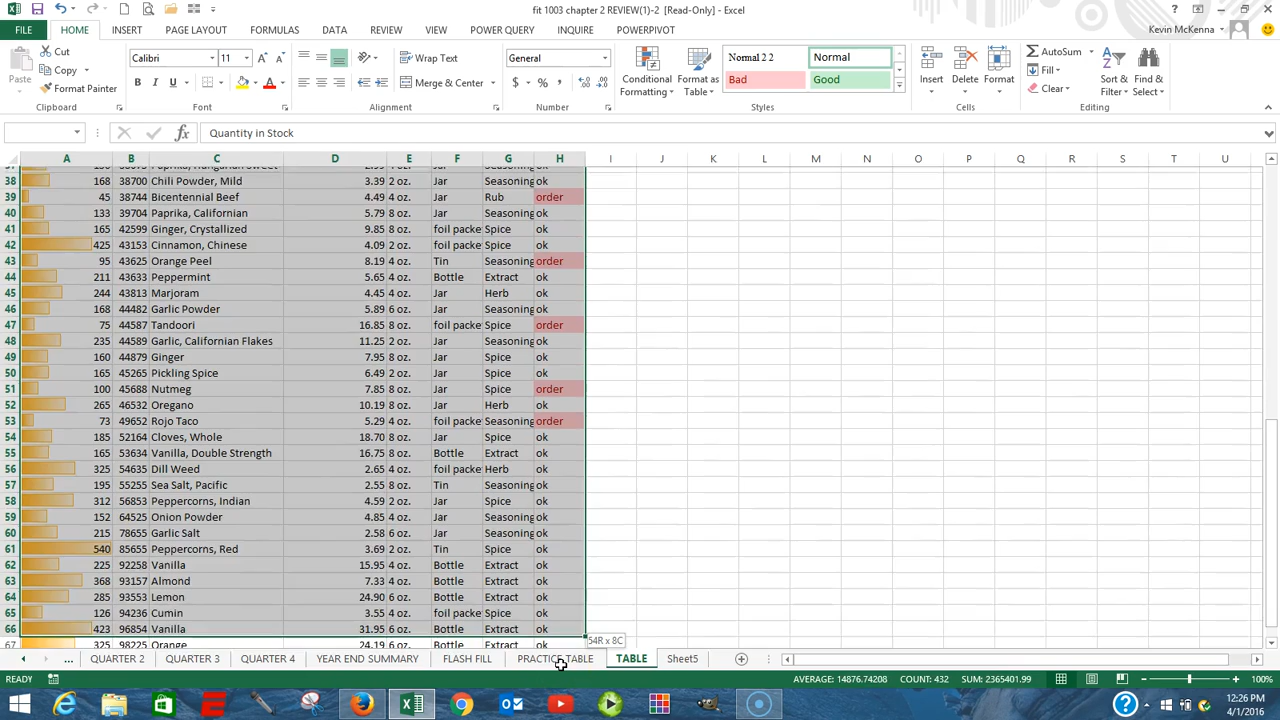 fit 1003 chapter 2 REVIEW(1)-2 [Read-Only] - Excel
FILE HOME INSERT PAGE LAYOUT FORMULAS DATA REVIEW VIEW POWER QUERY INQUIRE POWERPIVOT Kevin McKenna
Paste Cut Copy Format Painter Clipboard
Calibri 11 B I U A Font
Wrap Text Merge & Center Alignment
General $ % , Number
Conditional Formatting Format as Table Normal 2 2 Normal Bad Good Styles
Insert Delete Format Cells
AutoSum Fill Clear Sort & Filter Find & Select Editing
fx Quantity in Stock
A B C D E F G H I J K L M N O P Q R S T U
38 168 38700 Chili Powder, Mild 3.39 2 oz. Jar Seasoning ok
39 45 38744 Bicentennial Beef 4.49 4 oz. Jar Rub order
40 133 39704 Paprika, Californian 5.79 8 oz. Jar Seasoning ok
41 165 42599 Ginger, Crystallized 9.85 8 oz. foil packe Spice ok
42 425 43153 Cinnamon, Chinese 4.09 2 oz. foil packe Spice ok
43 95 43625 Orange Peel 8.19 4 oz. Tin Seasoning order
44 211 43633 Peppermint 5.65 8 oz. Bottle Extract ok
45 244 43813 Marjoram 4.45 4 oz. Jar Herb ok
46 168 44482 Garlic Powder 5.89 6 oz. Jar Seasoning ok
47 75 44587 Tandoori 16.85 8 oz. foil packe Spice order
48 235 44589 Garlic, Californian Flakes 11.25 2 oz. Jar Seasoning ok
49 160 44879 Ginger 7.95 8 oz. Jar Spice ok
50 165 45265 Pickling Spice 6.49 2 oz. Jar Spice ok
51 100 45688 Nutmeg 7.85 8 oz. Jar Spice order
52 265 46532 Oregano 10.19 8 oz. Jar Herb ok
53 73 49652 Rojo Taco 5.29 4 oz. foil packe Seasoning order
54 185 52164 Cloves, Whole 18.70 8 oz. Jar Spice ok
55 165 53634 Vanilla, Double Strength 16.75 8 oz. Bottle Extract ok
56 325 54635 Dill Weed 2.65 4 oz. foil packe Herb ok
57 195 55255 Sea Salt, Pacific 2.55 8 oz. Tin Seasoning ok
58 312 56853 Peppercorns, Indian 4.59 2 oz. Jar Spice ok
59 152 64525 Onion Powder 4.85 4 oz. Jar Seasoning ok
60 215 78655 Garlic Salt 2.58 6 oz. Jar Seasoning ok
61 540 85655 Peppercorns, Red 3.69 2 oz. Tin Spice ok
62 225 92258 Vanilla 15.95 4 oz. Bottle Extract ok
63 368 93157 Almond 7.33 4 oz. Bottle Extract ok
64 285 93553 Lemon 24.90 6 oz. Bottle Extract ok
65 126 94236 Cumin 3.55 4 oz. foil packe Spice ok
66 423 96854 Vanilla 31.95 6 oz. Bottle Extract ok
67 325 98225 Orange 24.19 6 oz. Bottle Extract ok
54R x 8C
... QUARTER 2 QUARTER 3 QUARTER 4 YEAR END SUMMARY FLASH FILL PRACTICE TABLE TABLE Sheet5
READY AVERAGE: 14876.74208 COUNT: 432 SUM: 2365401.99 100%
12:26 PM
4/1/2016